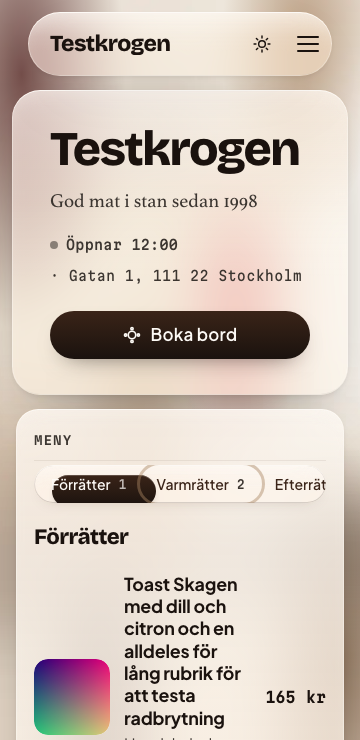 Testkrogen
Testkrogen
God mat i stan sedan 1998
Öppnar 12:00
· Gatan 1, 111 22 Stockholm
Boka bord
MENY
Förrätter 1 Varmrätter 2 Efterrät
Förrätter
Toast Skagen
med dill och
citron och en
alldeles för
lång rubrik för
att testa
radbrytning
165 kr